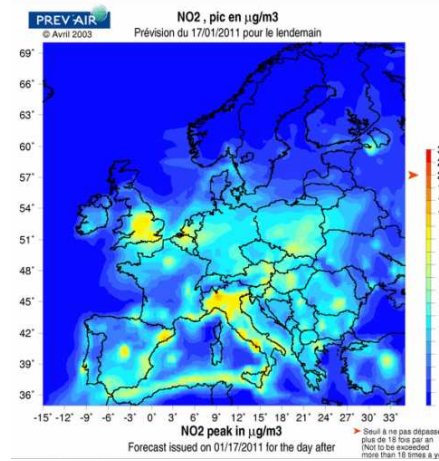 PREV'AIR
© Avril 2003
NO2 , pic en µg/m3
Prévision du 17/01/2011 pour le lendemain
69°
66°
63°
60°
57°
54°
51°
48°
45°
42°
39°
36°
-15° -12° -9° -6° -3° 0° 3° 6° 9° 12° 15° 18° 21° 24° 27° 30° 33°
NO2 peak in µg/m3
Forecast issued on 01/17/2011 for the day after
Seuil à ne pas dépasse
plus de 18 fois par an
(Not to be exceeded
more than 18 times a ye